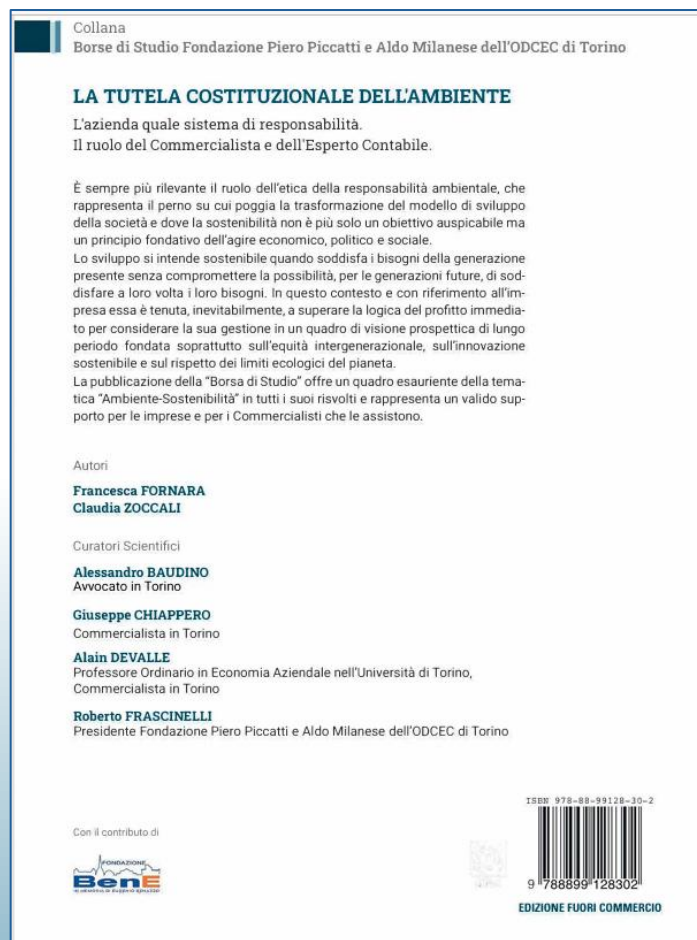 Collana
Borse di Studio Fondazione Piero Piccatti e Aldo Milanese dell'ODCEC di Torino
LA TUTELA COSTITUZIONALE DELL'AMBIENTE
L'azienda quale sistema di responsabilità.
Il ruolo del Commercialista e dell'Esperto Contabile.
È sempre più rilevante il ruolo dell'etica della responsabilità ambientale, che
rappresenta il perno su cui poggia la trasformazione del modello di sviluppo
della società e dove la sostenibilità non è più solo un obiettivo auspicabile ma
un principio fondativo dell'agire economico, politico e sociale.
Lo sviluppo si intende sostenibile quando soddisfa i bisogni della generazione
presente senza compromettere la possibilità, per le generazioni future, di sod-
disfare a loro volta i loro bisogni. In questo contesto e con riferimento all'im-
presa essa è tenuta, inevitabilmente, a superare la logica del profitto immedia-
to per considerare la sua gestione in un quadro di visione prospettica di lungo
periodo fondata soprattutto sull'equità intergenerazionale, sull'innovazione
sostenibile e sul rispetto dei limiti ecologici del pianeta.
La pubblicazione della "Borsa di Studio" offre un quadro esauriente della tema-
tica "Ambiente-Sostenibilità" in tutti i suoi risvolti e rappresenta un valido sup-
porto per le imprese e per i Commercialisti che le assistono.
Autori
Francesca FORNARA
Claudia ZOCCALI
Curatori Scientifici
Alessandro BAUDINO
Avvocato in Torino
Giuseppe CHIAPPERO
Commercialista in Torino
Alain DEVALLE
Professore Ordinario in Economia Aziendale nell'Università di Torino,
Commercialista in Torino
Roberto FRASCINELLI
Presidente Fondazione Piero Piccatti e Aldo Milanese dell'ODCEC di Torino
Con il contributo di
FONDAZIONE
BenE
ISBN 978-88-99128-30-2
9 788899 128302
EDIZIONE FUORI COMMERCIO